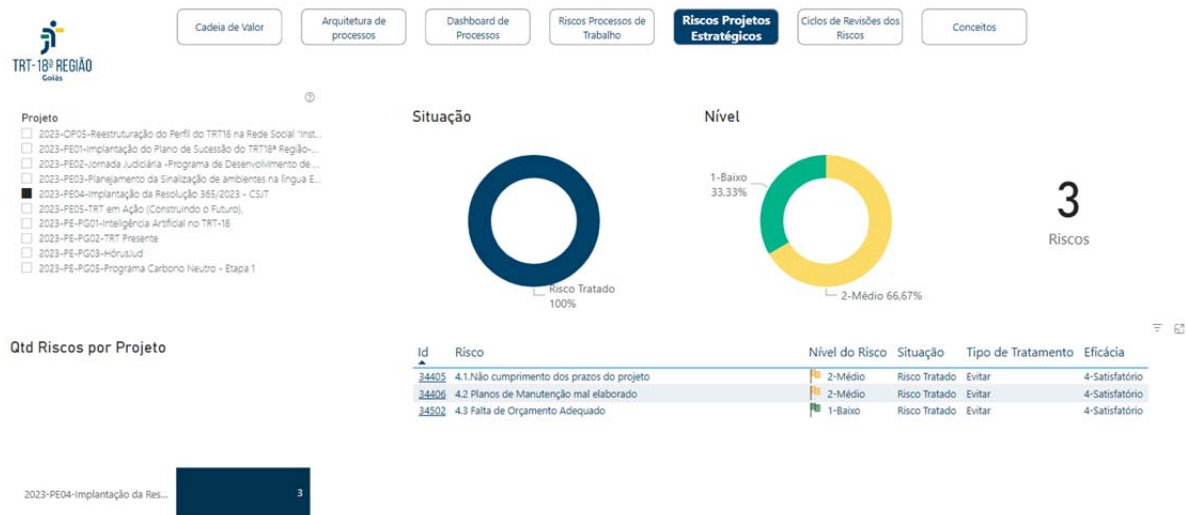 Cadeia de Valor
Arquitetura de
processos
Dashboard de
Processos
Riscos Processos de
Trabalho
Riscos Projetos
Estratégicos
Ciclos de Revisões dos
Riscos
Conceitos
TRT-18ª REGIÃO
Goiás
Projeto
2023-OP05-Reestruturação do Perfil do TRT18 na Rede Social "Inst...
2023-PE01-Implantação do Plano de Sucessão do TRT18ª Região-...
2023-PE02-Jornada Judiciária -Programa de Desenvolvimento de ...
2023-PE03-Planejamento da Sinalização de ambientes na língua E...
2023-PE04-Implantação da Resolução 365/2023 - CSJT
2023-PE05-TRT em Ação (Construindo o Futuro),
2023-PE-PG01-Inteligência Artificial no TRT-18
2023-PE-PG02-TRT Presente
2023-PE-PG03-HórusJud
2023-PE-PG05-Programa Carbono Neutro - Etapa 1
Situação
Risco Tratado
100%
Nível
1-Baixo
33,33%
2-Médio 66,67%
3
Riscos
Qtd Riscos por Projeto
2023-PE04-Implantação da Res... 3
Id Risco Nível do Risco Situação Tipo de Tratamento Eficácia
34405 4.1.Não cumprimento dos prazos do projeto 2-Médio Risco Tratado Evitar 4-Satisfatório
34406 4.2 Planos de Manutenção mal elaborado 2-Médio Risco Tratado Evitar 4-Satisfatório
34502 4.3 Falta de Orçamento Adequado 1-Baixo Risco Tratado Evitar 4-Satisfatório